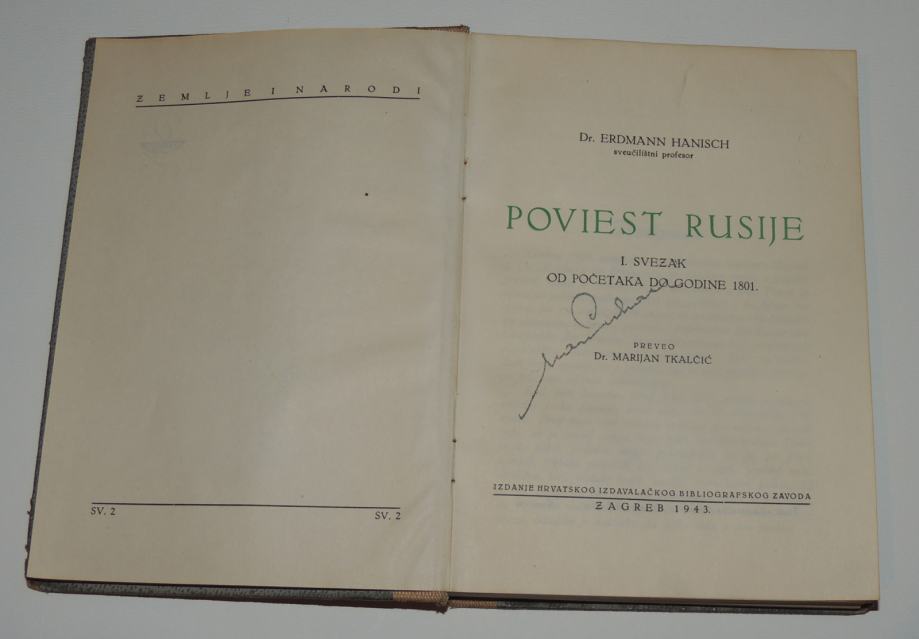 ZEMLJE I NARODI
SV. 2 SV. 2
Dr. ERDMANN HANISCH
sveučilištni profesor
POVIEST RUSIJE
I. SVEZAK
OD POČETAKA DO GODINE 1801.
PREVEO
Dr. MARIJAN TKALČIĆ
IZDANJE HRVATSKOG IZDAVALAČKOG BIBLIOGRAFSKOG ZAVODA
ZAGREB 1943.